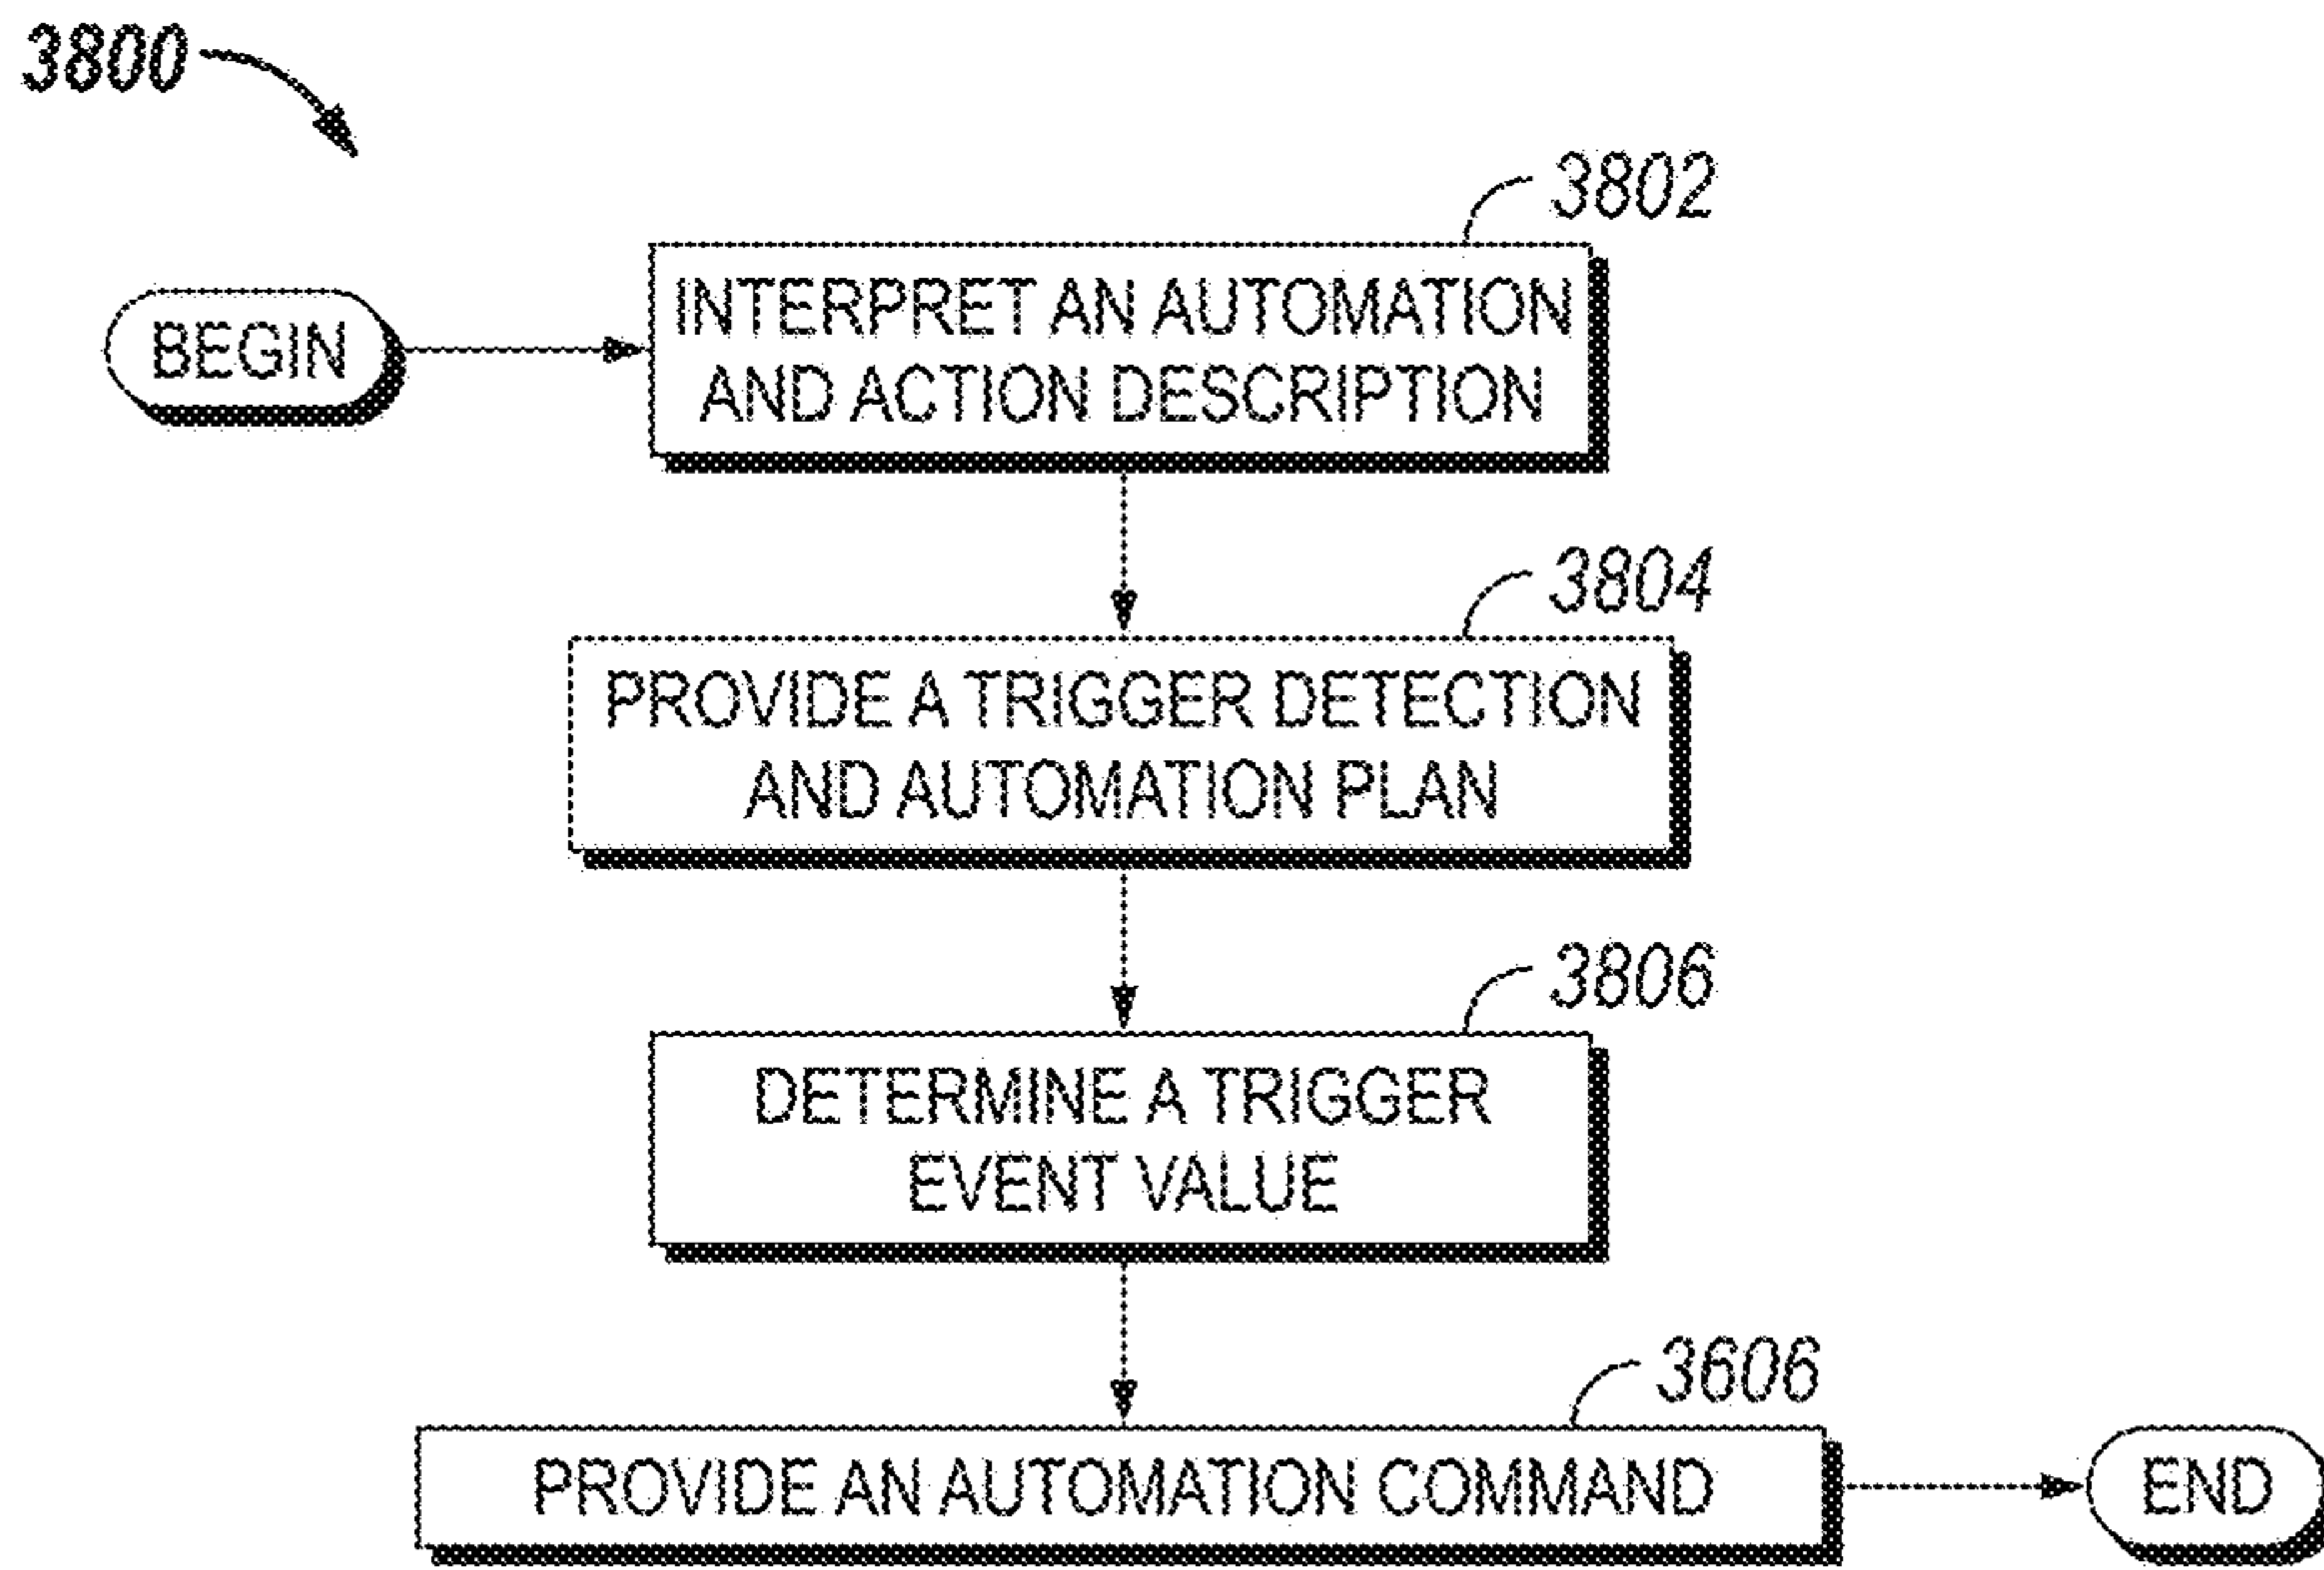 3800
3802
BEGIN
INTERPRET AN AUTOMATION
AND ACTION DESCRIPTION
3804
PROVIDE A TRIGGER DETECTION
AND AUTOMATION PLAN
3806
DETERMINE A TRIGGER
EVENT VALUE
3606
PROVIDE AN AUTOMATION COMMAND
END